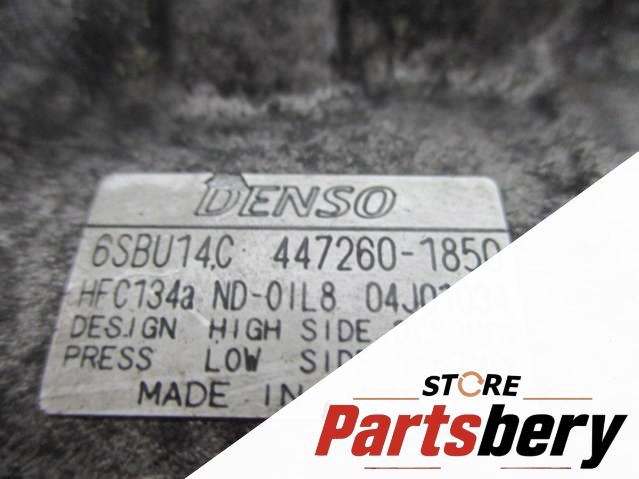 DENSO
6SBU14C 447260-1850
HFC134a ND-OIL8
DESIGN HIGH SIDE
PRESS LOW SIDE
MADE IN
STORE
Partsbery